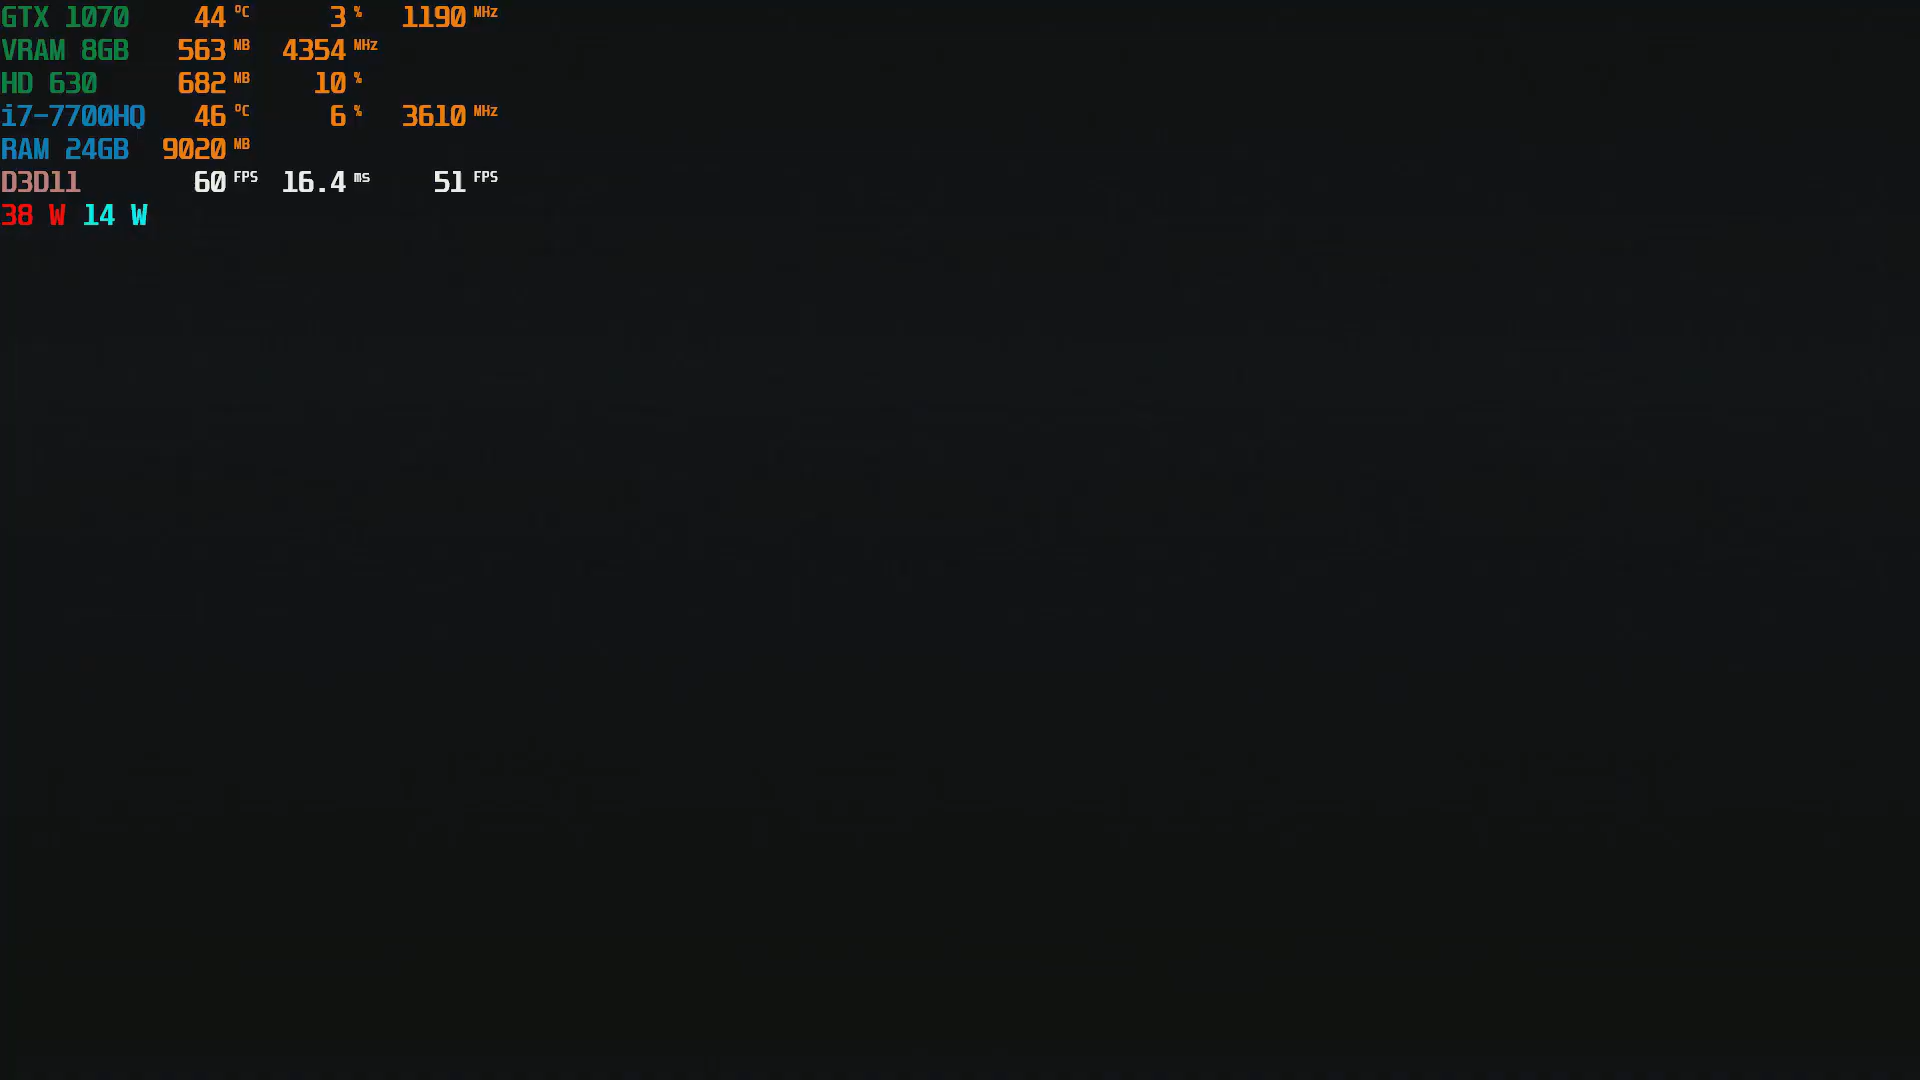 GTX 1070 44 °C 3 % 1190 MHz
VRAM 8GB 563 MB 4354 MHz
HD 630 682 MB 10 %
i7-7700HQ 46 °C 6 % 3610 MHz
RAM 24GB 9020 MB
D3D11 60 FPS 16.4 ms 51 FPS
38 W 14 W